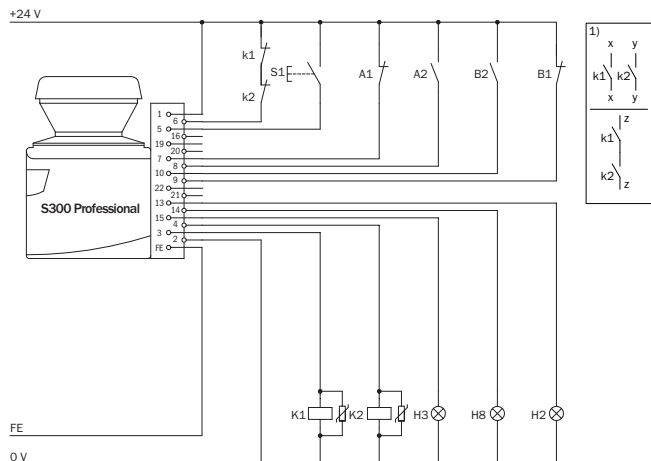 +24 V
1)
x y
k1 k2
x y
z
k1
k2
z
k1
k2
S1
A1 A2 B2 B1
1
6
5
16
19
20
7
8
10
9
22
21
13
14
15
4
3
2
FE
S300 Professional
K1 K2 H3 H8 H2
FE
0 V